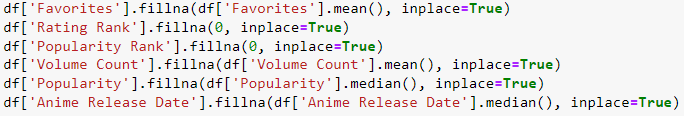 df['Favorites'].fillna(df['Favorites'].mean(), inplace=True)
df['Rating Rank'].fillna(0, inplace=True)
df['Popularity Rank'].fillna(0, inplace=True)
df['Volume Count'].fillna(df['Volume Count'].mean(), inplace=True)
df['Popularity'].fillna(df['Popularity'].median(), inplace=True)
df['Anime Release Date'].fillna(df['Anime Release Date'].median(), inplace=True)